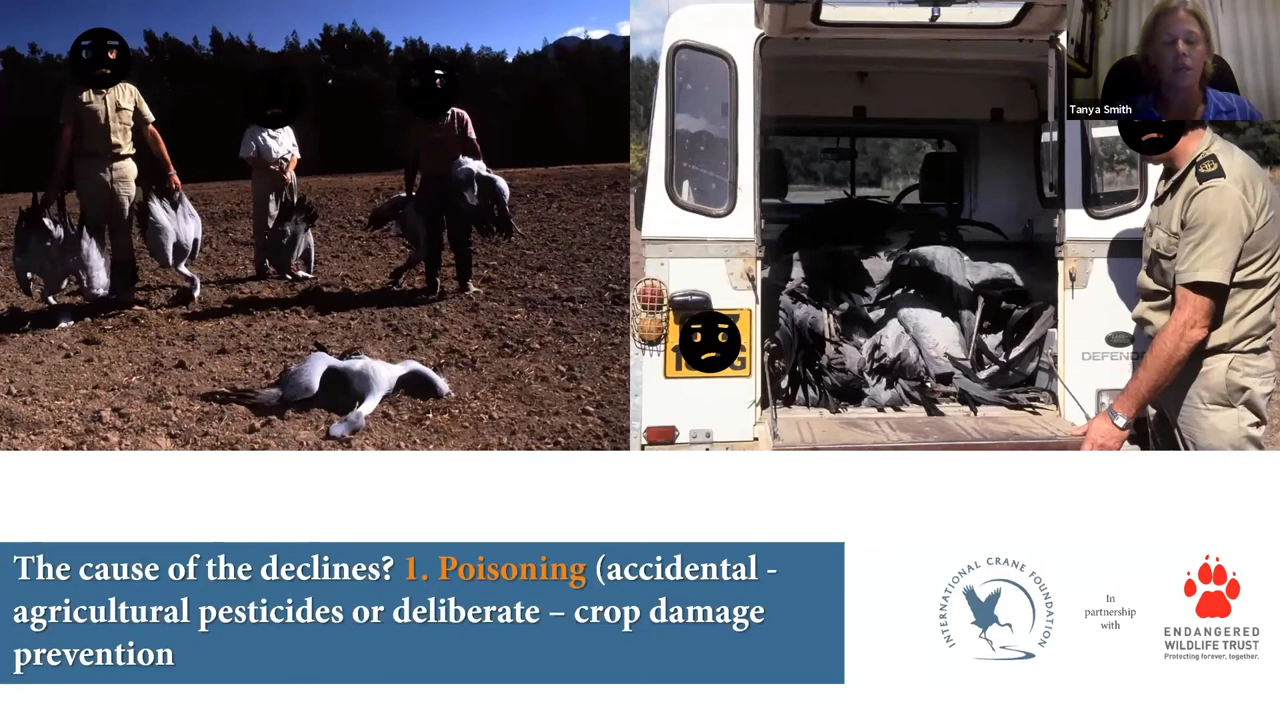 Tanya Smith
DEFEND
The cause of the declines? 1. Poisoning (accidental -
agricultural pesticides or deliberate – crop damage
prevention
INTERNATIONAL CRANE FOUNDATION
In
partnership
with
ENDANGERED
WILDLIFE TRUST
Protecting forever, together.